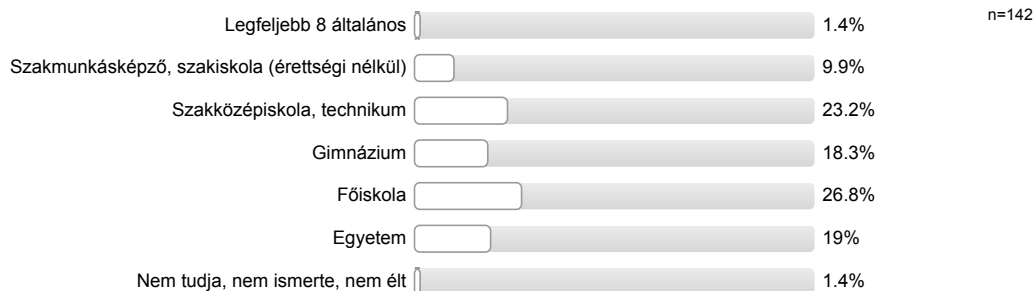 Legfeljebb 8 általános 1.4% n=142
Szakmunkásképző, szakiskola (érettségi nélkül) 9.9%
Szakközépiskola, technikum 23.2%
Gimnázium 18.3%
Főiskola 26.8%
Egyetem 19%
Nem tudja, nem ismerte, nem élt 1.4%